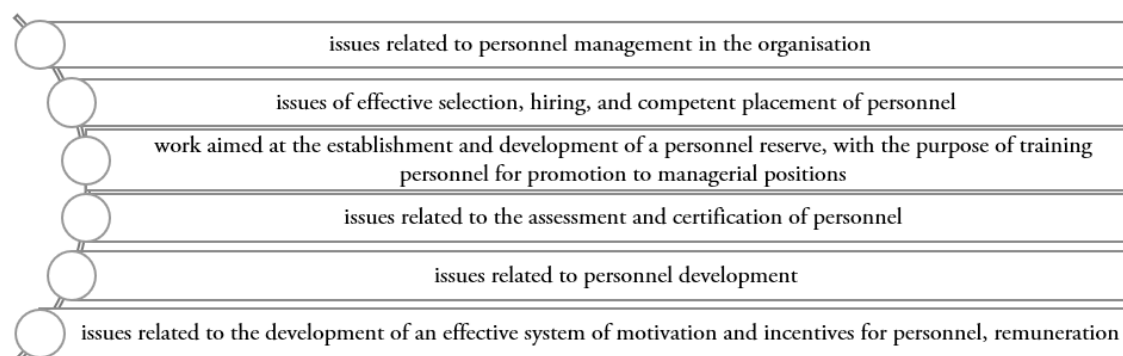 issues related to personnel management in the organisation
issues of effective selection, hiring, and competent placement of personnel
work aimed at the establishment and development of a personnel reserve, with the purpose of training
personnel for promotion to managerial positions
issues related to the assessment and certification of personnel
issues related to personnel development
issues related to the development of an effective system of motivation and incentives for personnel, remuneration